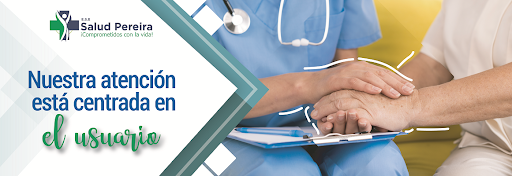 E.S.E.
Salud Pereira
¡Comprometidos con la vida!
Nuestra atención
está centrada en
el usuario